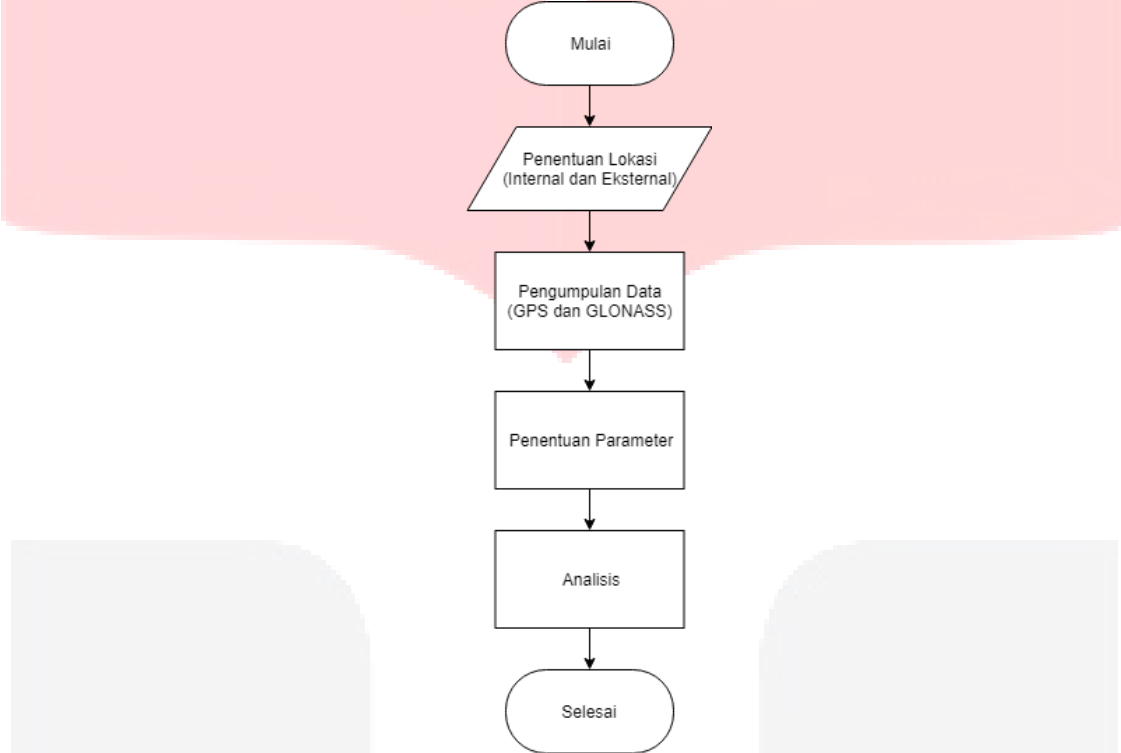 Mulai
Penentuan Lokasi
(Internal dan Eksternal)
Pengumpulan Data
(GPS dan GLONASS)
Penentuan Parameter
Analisis
Selesai